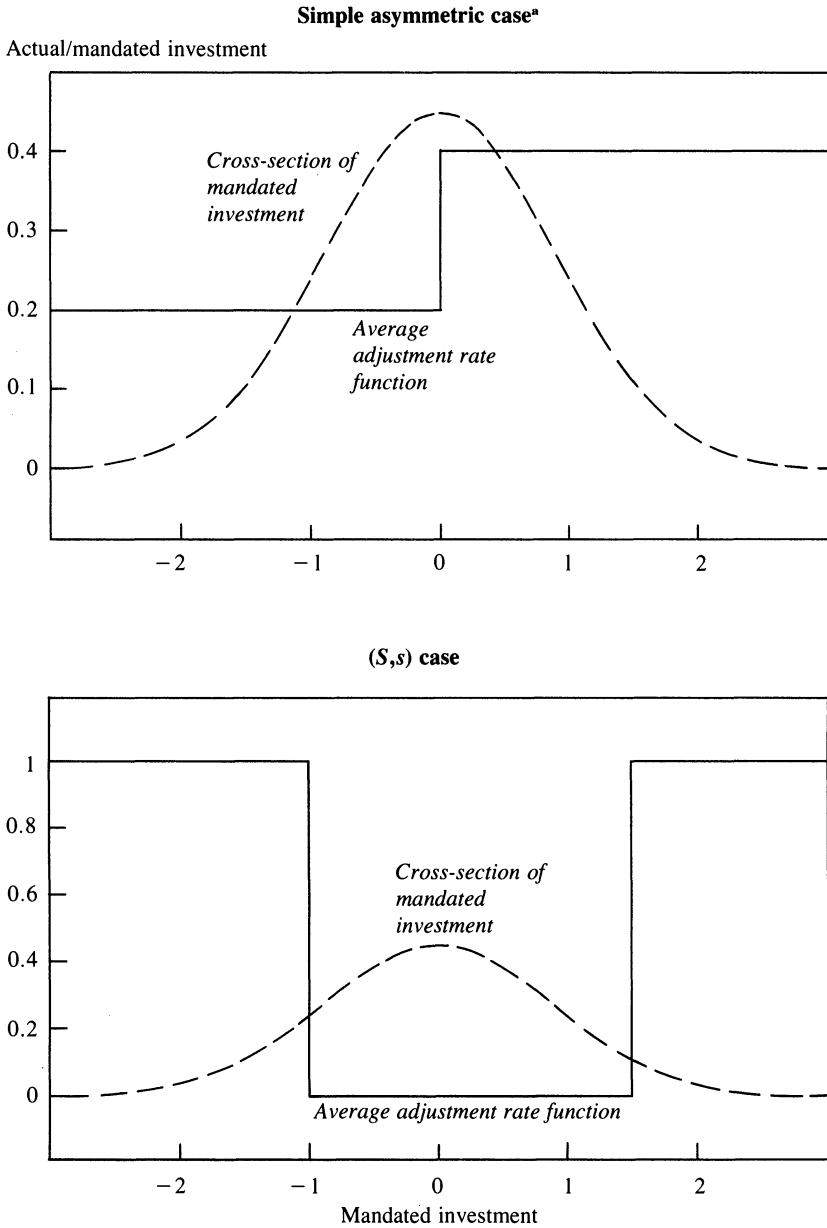 Simple asymmetric caseª
Actual/mandated investment
Cross-section of
mandated
investment
0.4
0.3
0.2
Average
adjustment rate
function
0.1
0
−2 −1 0 1 2
(S,s) case
1
0.8
Cross-section of
mandated
investment
0.6
0.4
0.2
0
Average adjustment rate function
−2 −1 0 1 2
Mandated investment